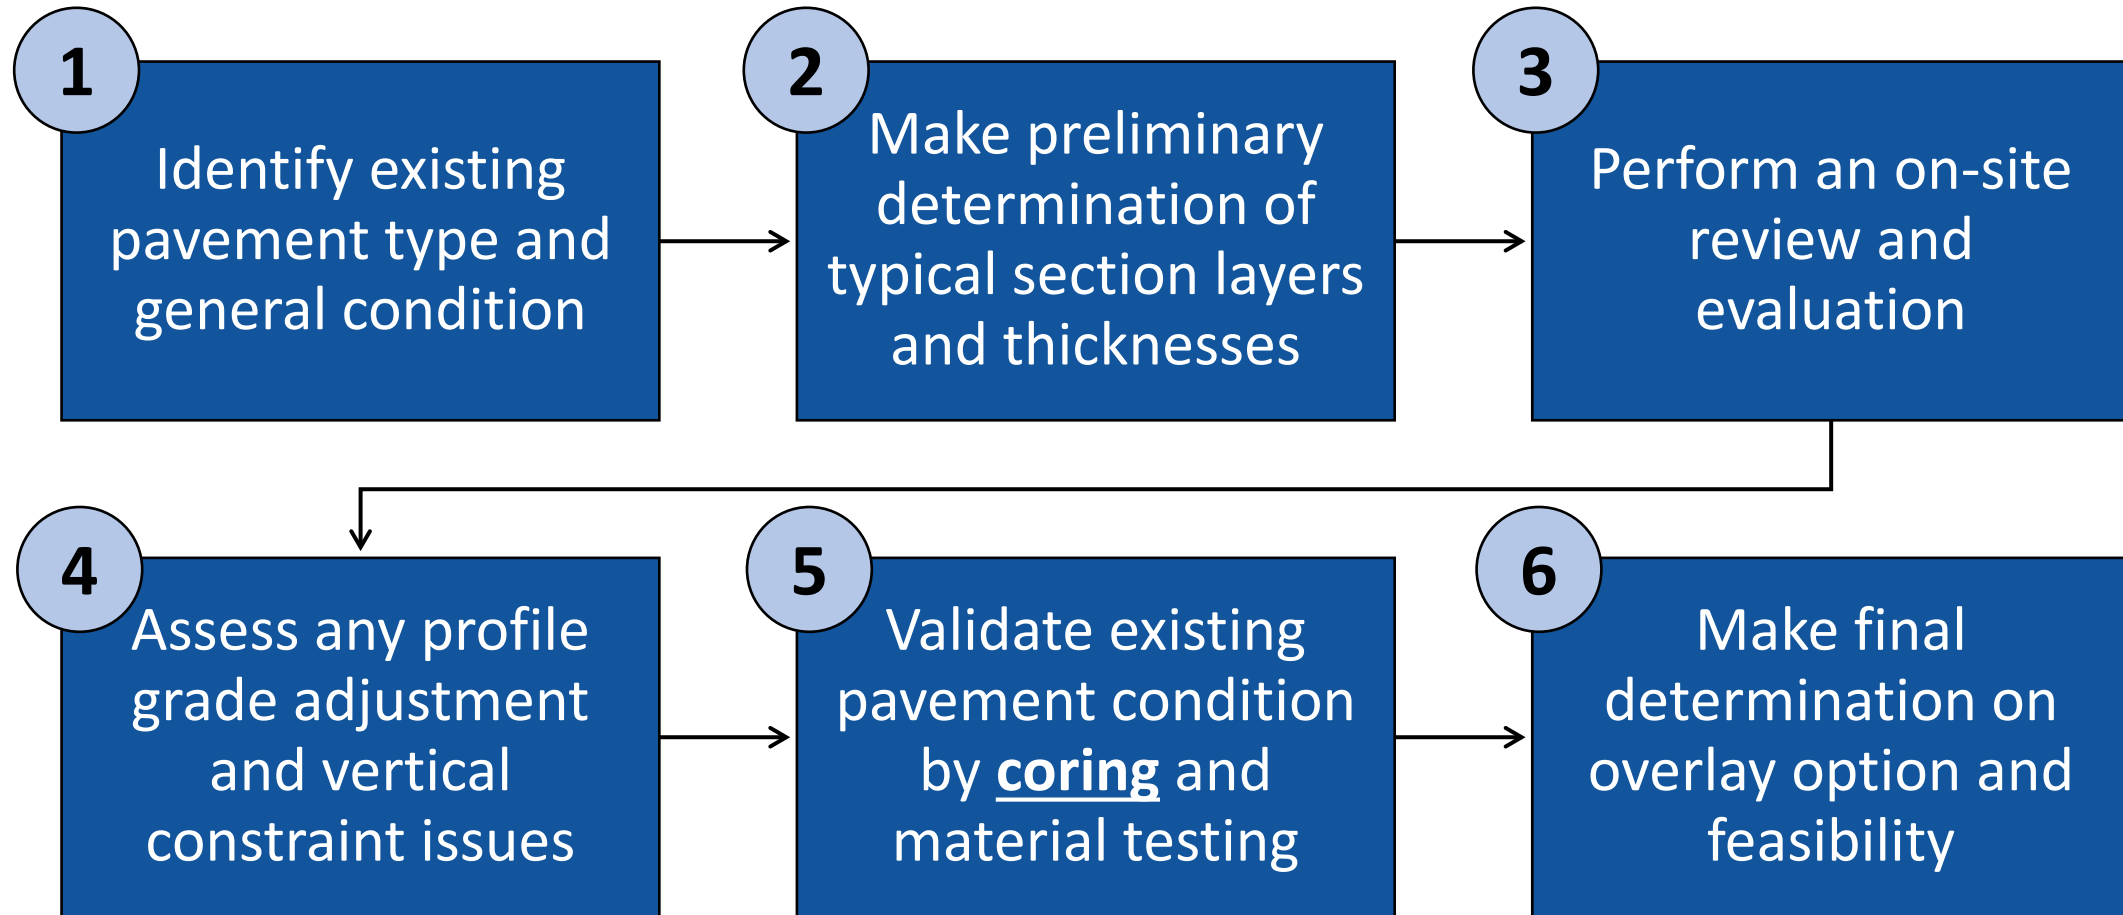 1
Identify existing
pavement type and
general condition
2
Make preliminary
determination of
typical section layers
and thicknesses
3
Perform an on-site
review and
evaluation
4
Assess any profile
grade adjustment
and vertical
constraint issues
5
Validate existing
pavement condition
by coring and
material testing
6
Make final
determination on
overlay option and
feasibility